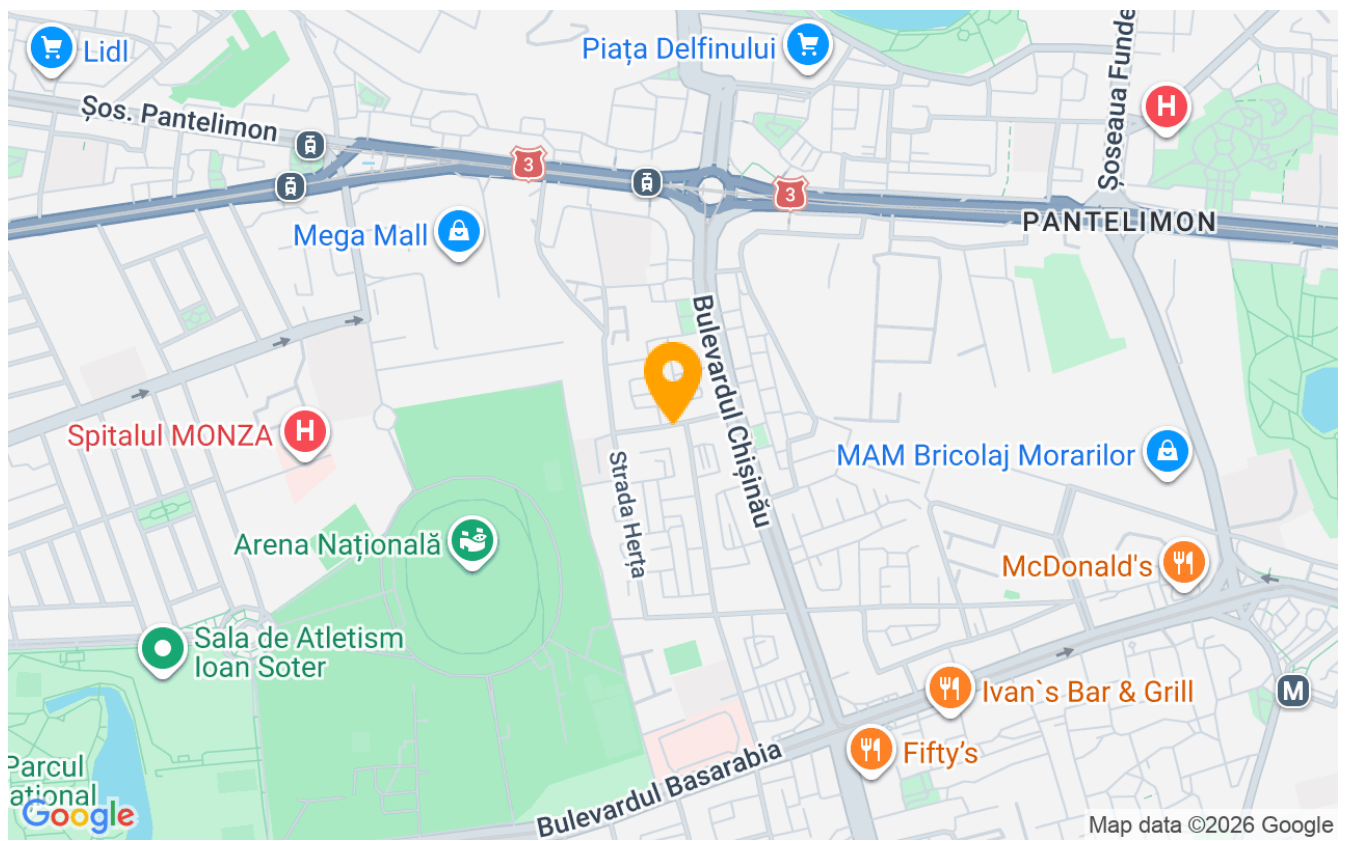 Lidl
Piața Delfinului
Șoseaua Funde
H
Șos. Pantelimon
3
3
PANTELIMON
Mega Mall
Bulevardul Chișinău
Spitalul MONZA
H
MAM Bricolaj Morarilor
Strada Herța
Arena Națională
McDonald's
Sala de Atletism
Ioan Soter
Ivan`s Bar & Grill
M
Fifty’s
Bulevardul Basarabia
Parcul
ațional
Google
Map data ©2026 Google